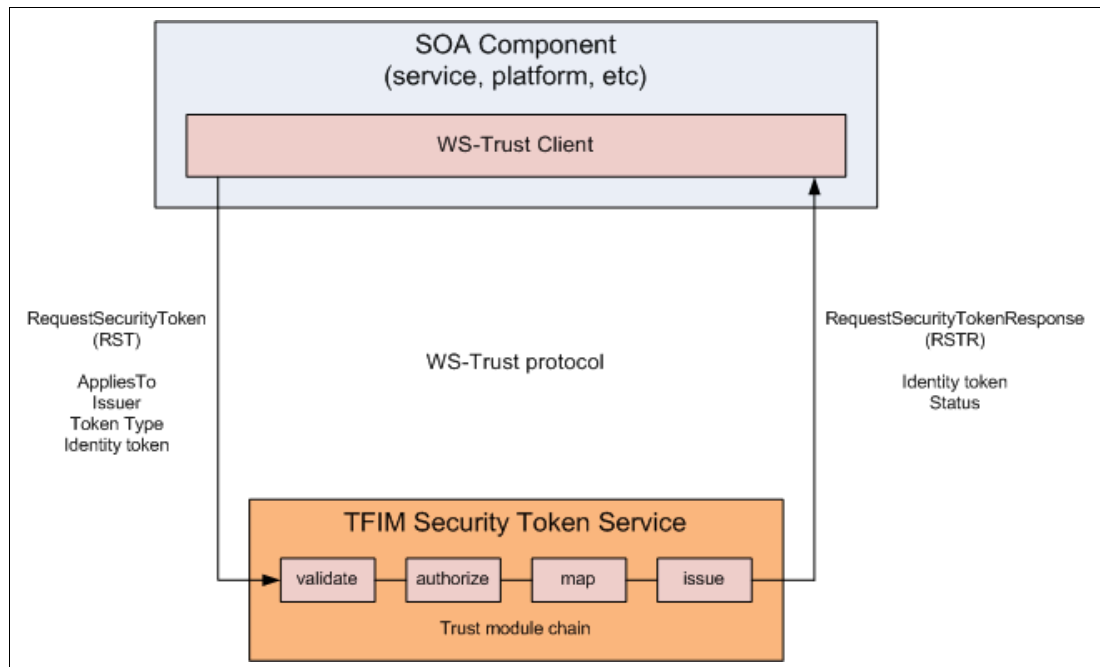 SOA Component
(service, platform, etc)
WS-Trust Client
RequestSecurityToken
(RST)
AppliesTo
Issuer
Token Type
Identity token
WS-Trust protocol
RequestSecurityTokenResponse
(RSTR)
Identity token
Status
TFIM Security Token Service
validate
authorize
map
issue
Trust module chain